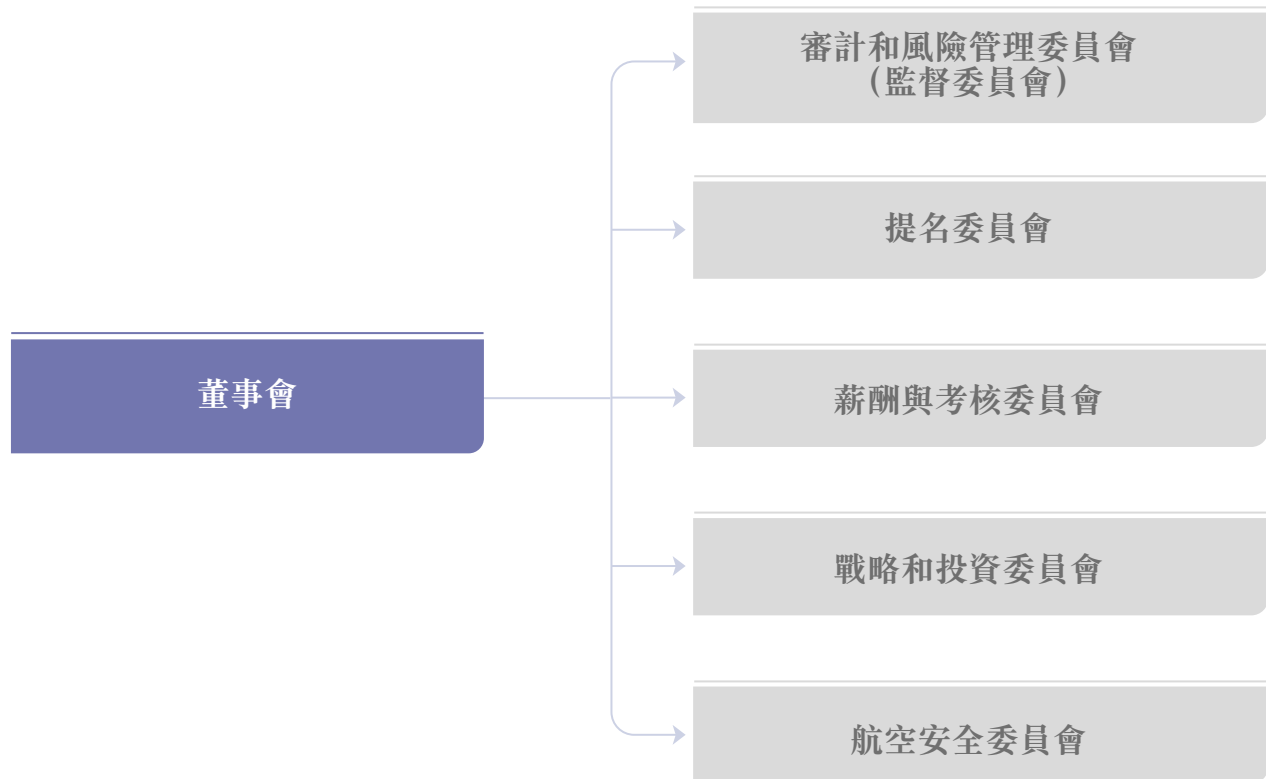 審計和風險管理委員會
(監督委員會)
提名委員會
董事會
薪酬與考核委員會
戰略和投資委員會
航空安全委員會